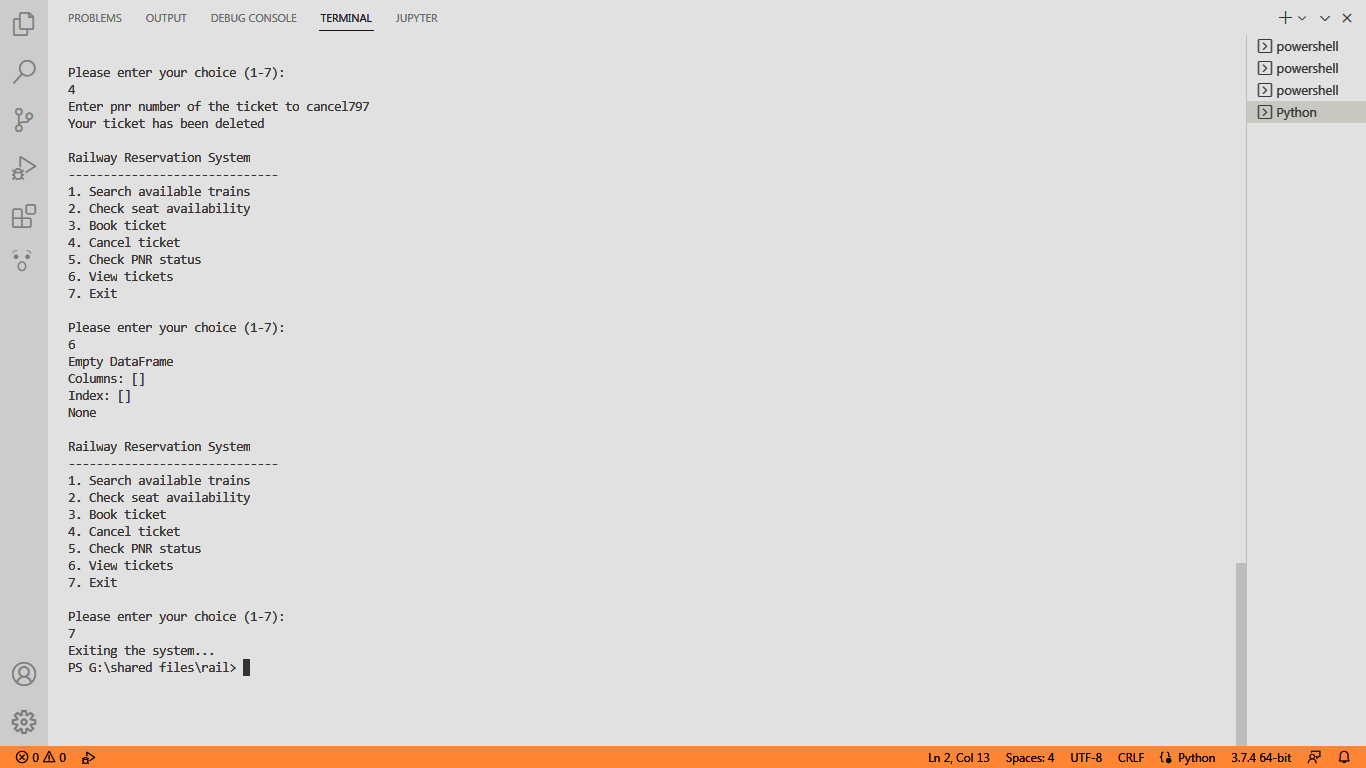 PROBLEMS OUTPUT DEBUG CONSOLE TERMINAL JUPYTER
Please enter your choice (1-7):
4
Enter pnr number of the ticket to cancel797
Your ticket has been deleted
Railway Reservation System
------------------------------
1. Search available trains
2. Check seat availability
3. Book ticket
4. Cancel ticket
5. Check PNR status
6. View tickets
7. Exit
Please enter your choice (1-7):
6
Empty DataFrame
Columns: []
Index: []
None
Railway Reservation System
------------------------------
1. Search available trains
2. Check seat availability
3. Book ticket
4. Cancel ticket
5. Check PNR status
6. View tickets
7. Exit
Please enter your choice (1-7):
7
Exiting the system...
PS G:\shared files\rail>
powershell
powershell
powershell
Python
0 0 Ln 2, Col 13 Spaces: 4 UTF-8 CRLF Python 3.7.4 64-bit